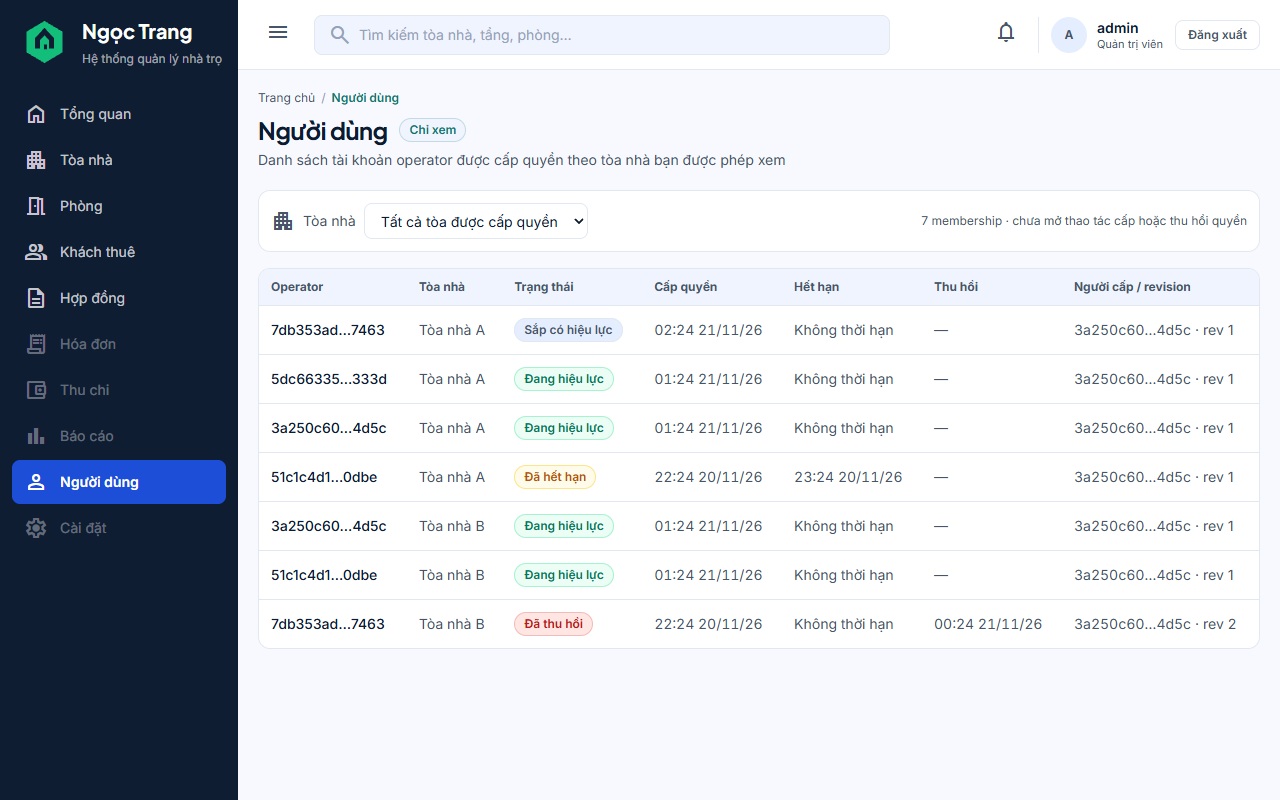 Ngọc Trang
Hệ thống quản lý nhà trọ
Tổng quan
Tòa nhà
Phòng
Khách thuê
Hợp đồng
Hóa đơn
Thu chi
Báo cáo
Người dùng
Cài đặt
Tìm kiếm tòa nhà, tầng, phòng...
A
admin
Quản trị viên
Đăng xuất
Trang chủ / Người dùng
Người dùng Chỉ xem
Danh sách tài khoản operator được cấp quyền theo tòa nhà bạn được phép xem
Tòa nhà Tất cả tòa được cấp quyền 7 membership · chưa mở thao tác cấp hoặc thu hồi quyền
Operator Tòa nhà Trạng thái Cấp quyền Hết hạn Thu hồi Người cấp / revision
7db353ad…7463 Tòa nhà A Sắp có hiệu lực 02:24 21/11/26 Không thời hạn — 3a250c60…4d5c · rev 1
5dc66335…333d Tòa nhà A Đang hiệu lực 01:24 21/11/26 Không thời hạn — 3a250c60…4d5c · rev 1
3a250c60…4d5c Tòa nhà A Đang hiệu lực 01:24 21/11/26 Không thời hạn — 3a250c60…4d5c · rev 1
51c1c4d1…0dbe Tòa nhà A Đã hết hạn 22:24 20/11/26 23:24 20/11/26 — 3a250c60…4d5c · rev 1
3a250c60…4d5c Tòa nhà B Đang hiệu lực 01:24 21/11/26 Không thời hạn — 3a250c60…4d5c · rev 1
51c1c4d1…0dbe Tòa nhà B Đang hiệu lực 01:24 21/11/26 Không thời hạn — 3a250c60…4d5c · rev 1
7db353ad…7463 Tòa nhà B Đã thu hồi 22:24 20/11/26 Không thời hạn 00:24 21/11/26 3a250c60…4d5c · rev 2